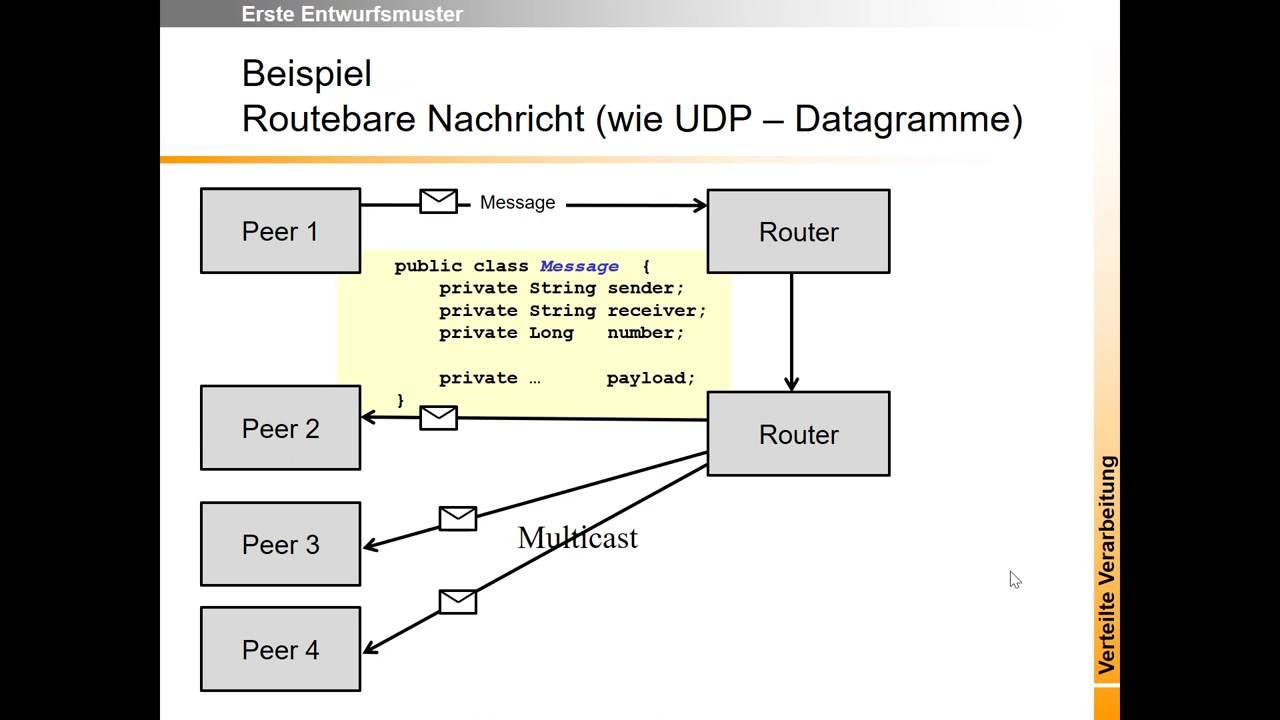 Erste Entwurfsmuster
Beispiel
Routebare Nachricht (wie UDP – Datagramme)
Peer 1
Message
Router
public class Message {
private String sender;
private String receiver;
private Long number;
private … payload;
}
Peer 2
Router
Peer 3
Multicast
Peer 4
Verteilte Verarbeitung